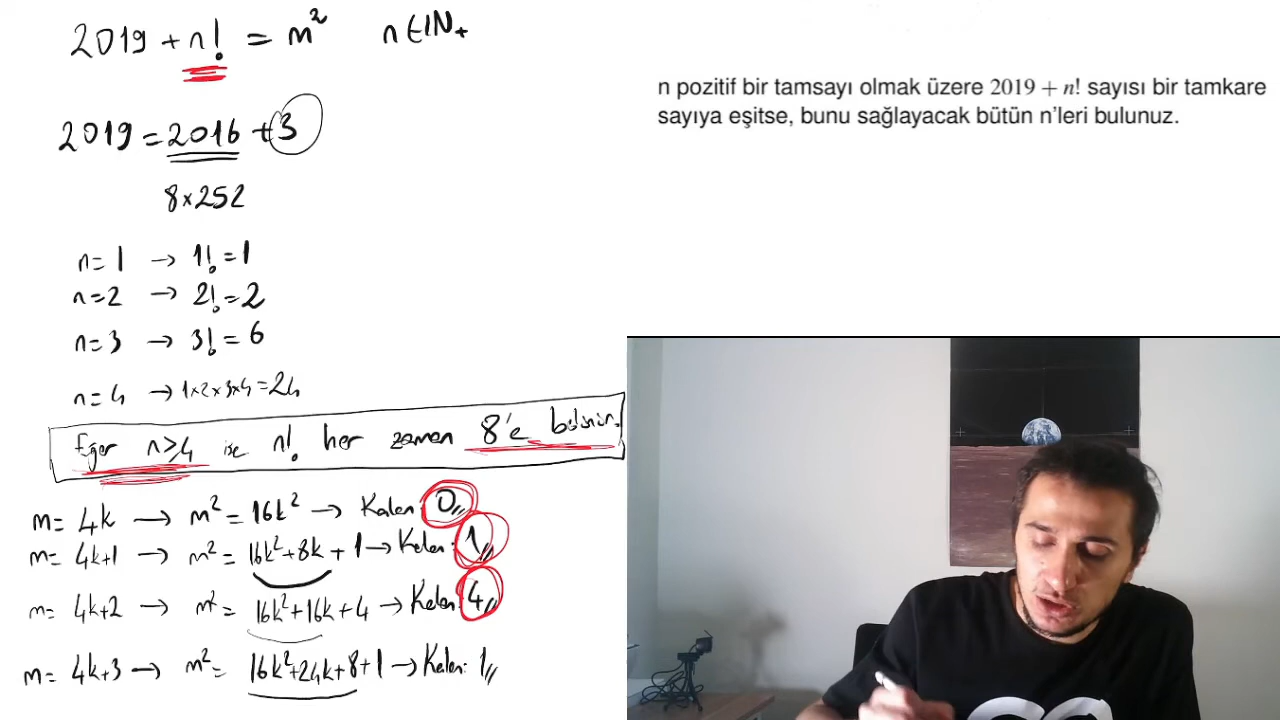 2019 + n! = m² n ∈ IN₊
2019 = 2016 + 3
8×252
n=1 → 1! = 1
n=2 → 2! = 2
n=3 → 3! = 6
n=4 → 1×2×3×4=24
Eğer n≥4 ise n! her zaman 8'e bölünür.
m= 4k → m² = 16k² → Kalan: 0
m= 4k+1 → m² = 16k²+8k+1 → Kalan: 1
m= 4k+2 → m² = 16k²+16k+4 → Kalan: 4
m= 4k+3 → m² = 16k²+24k+8+1 → Kalan: 1
n pozitif bir tamsayı olmak üzere 2019 + n! sayısı bir tamkare
sayıya eşitse, bunu sağlayacak bütün n'leri bulunuz.